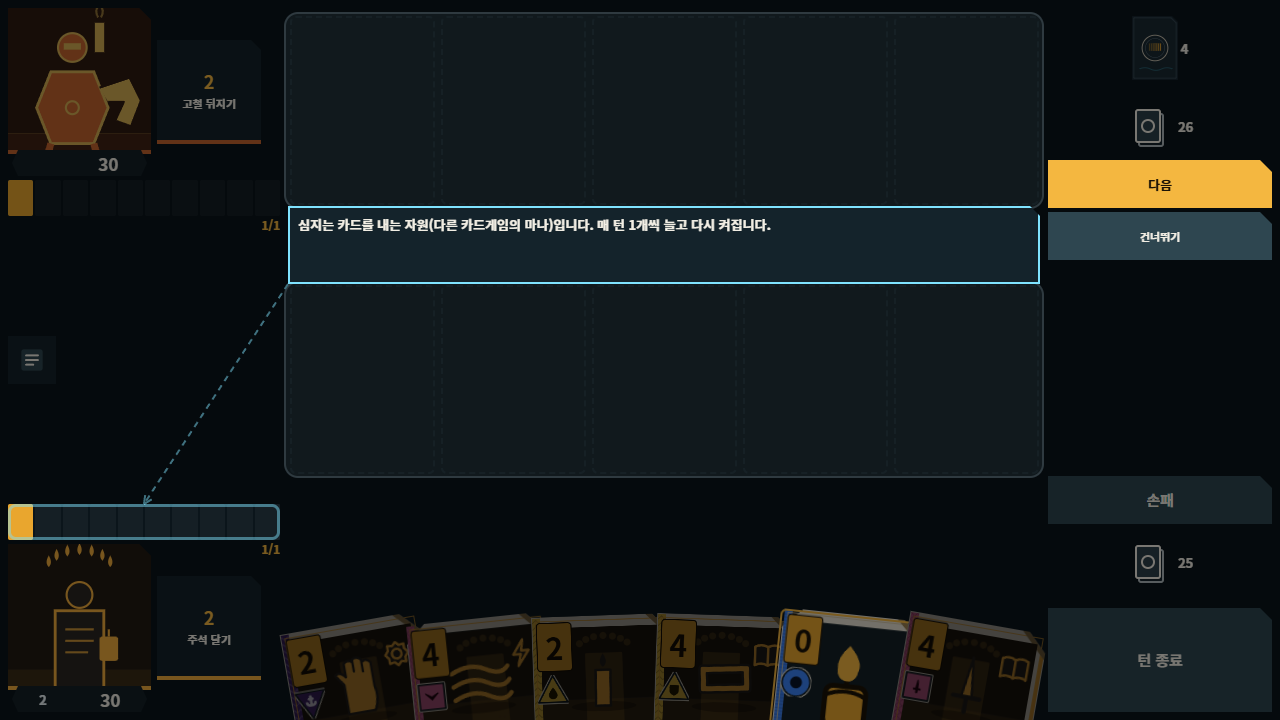 2
고철 뒤지기
30
1/1
4
26
다음
건너뛰기
심지는 카드를 내는 자원(다른 카드게임의 마나)입니다. 매 턴 1개씩 늘고 다시 켜집니다.
1/1
2
주석 달기
2
30
손패
25
턴 종료
2
4
2
4
0
4